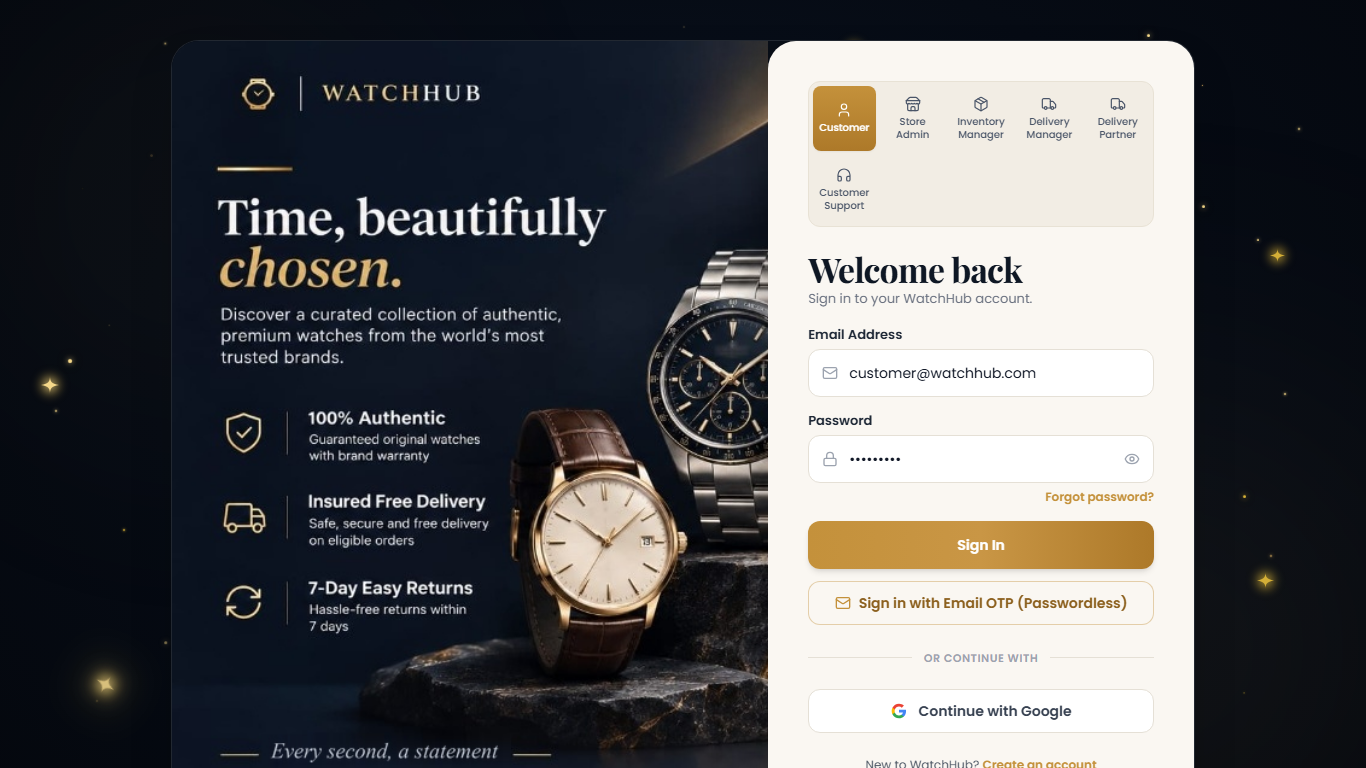 WATCHHUB
Time, beautifully
chosen.
Discover a curated collection of authentic,
premium watches from the world's most
trusted brands.
100% Authentic
Guaranteed original watches
with brand warranty
Insured Free Delivery
Safe, secure and free delivery
on eligible orders
7-Day Easy Returns
Hassle-free returns within
7 days
Every second, a statement
13
Customer
Store
Admin
Inventory
Manager
Delivery
Manager
Delivery
Partner
Customer
Support
Welcome back
Sign in to your WatchHub account.
Email Address
customer@watchhub.com
Password
•••••••••
Forgot password?
Sign In
Sign in with Email OTP (Passwordless)
OR CONTINUE WITH
Continue with Google
New to WatchHub? Create an account